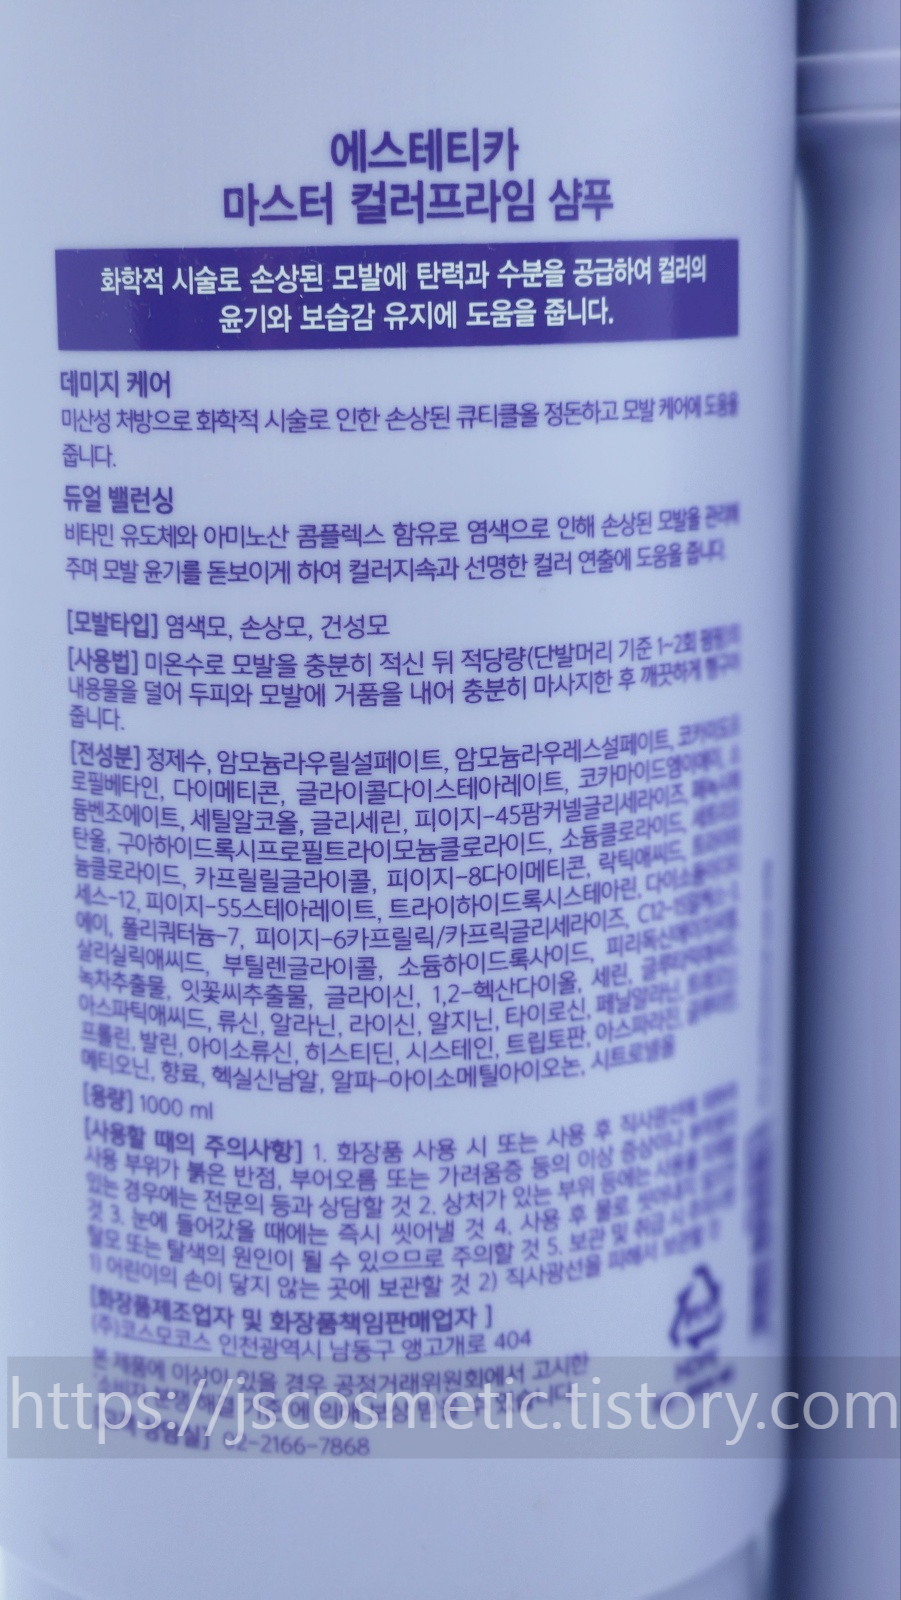 에스테티카
마스터 컬러프라임 샴푸
화학적 시술로 손상된 모발에 탄력과 수분을 공급하여 컬러의
윤기와 보습감 유지에 도움을 줍니다.
데미지 케어
미산성 처방으로 화학적 시술로 인한 손상된 큐티클올 정돈하고 모발 케어에 도움을
줍니다.
듀얼 밸런싱
비타민 유도체와 아미노산 콤플렉스 함유로 염색으로 인해 손상된 모발을 관리해
주며 모발 윤기를 돋보이게 하여 컬러지속과 선명한 컬러 연출에 도움을 줍니다.
[모발타입] 염색모, 손상모, 건성모
[사용법] 미온수로 모발을 충분히 적신 뒤 적당량(단발머리 기준 1~2회 펌핑)의
내용물을 덜어 두피와 모발에 거품을 내어 충분히 마사지한 후 깨끗하게 헹구어
줍니다.
[전성분] 정제수, 암모늄라우릴설페이트, 암모늄라우레스설페이트, 코카미도프
로필베타인, 다이메티콘, 글라이콜다이스테아레이트, 코카마이드엠이에이, 소
듐벤조에이트, 세틸알코올, 글리세린, 피이지-45팜커넬글리세라이즈,
탄올, 구아하이드록시프로필트라이모늄클로라이드, 소듐클로라이드,
늄클로라이드, 카프릴릴글라이콜, 피이지-8다이메티콘, 락틱애씨드,
세스-12, 피이지-55스테아레이트, 트라이하이드록시스테아린,
에이, 폴리쿼터늄-7, 피이지-6카프릴릭/카프릭글리세라이즈,
살리실릭애씨드, 부틸렌글라이콜, 소듐하이드록사이드,
녹차추출물, 잇꽃씨추출물, 글라이신, 1,2-헥산다이올, 세린, 글루타믹애씨드,
아스파틱애씨드, 류신, 알라닌, 라이신, 알지닌, 타이로신, 페닐알라닌,
프롤린, 발린, 아이소류신, 히스티딘, 시스테인, 트립토판, 아스파라진,
메티오닌, 향료, 헥실신남알, 알파-아이소메틸아이오논, 시트로넬올
[용량] 1000 ml
[사용할 때의 주의사항] 1. 화장품 사용 시 또는 사용 후 직사광선에
사용 부위가 붉은 반점, 부어오름 또는 가려움증 등의 이상 증상이나
있는 경우에는 전문의 등과 상담할 것 2. 상처가 있는 부위 등에는
것 3. 눈에 들어갔을 때에는 즉시 씻어낼 것 4. 사용 후 물로 씻어내지
탈모 또는 탈색의 원인이 될 수 있으므로 주의할 것 5. 보관 및 취급 시
1) 어린이의 손이 닿지 않는 곳에 보관할 것 2) 직사광선을 피해서 보관할 것
[화장품제조업자 및 화장품책임판매업자 ]
(주)코스모코스 인천광역시 남동구 앵고개로 404
본 제품에 이상이 있을 경우 공정거래위원회에서 고시한
02-2166-7868
HDPE
https://jscosmetic.tistory.com